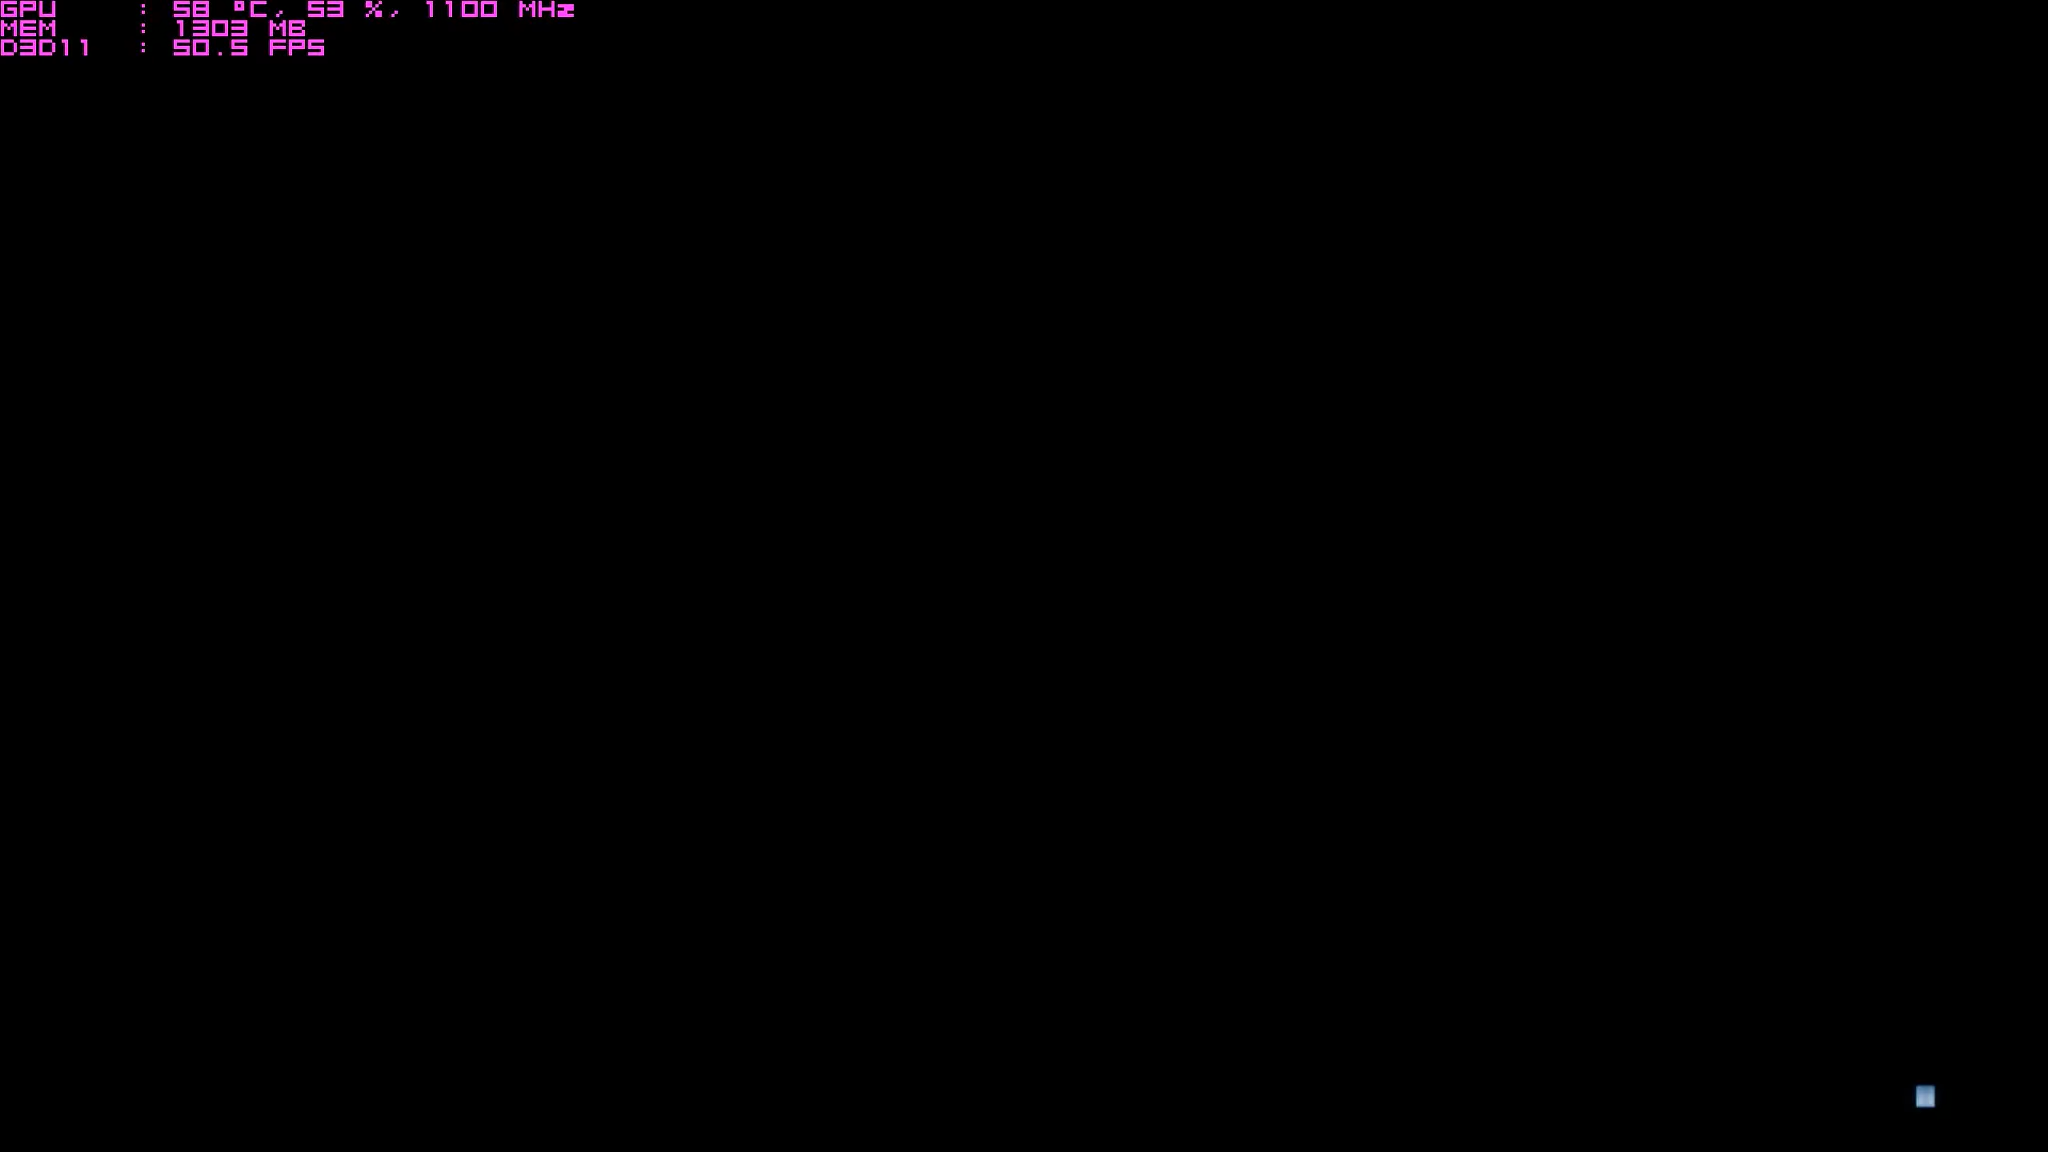 GPU : 58 °C, 53 %, 1100 MHz
MEM : 1303 MB
D3D11 : 50.5 FPS